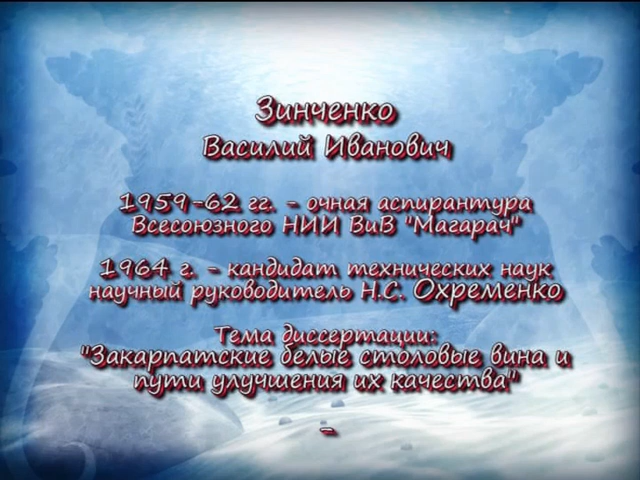 Зинченко
Василий Иванович
1959-62 гг. - очная аспирантура
Всесоюзного НИИ ВиВ "Магарач"
1964 г. - кандидат технических наук
научный руководитель Н.С. Охременко
Тема диссертации:
"Закарпатские белые столовые вина и
пути улучшения их качества"
-